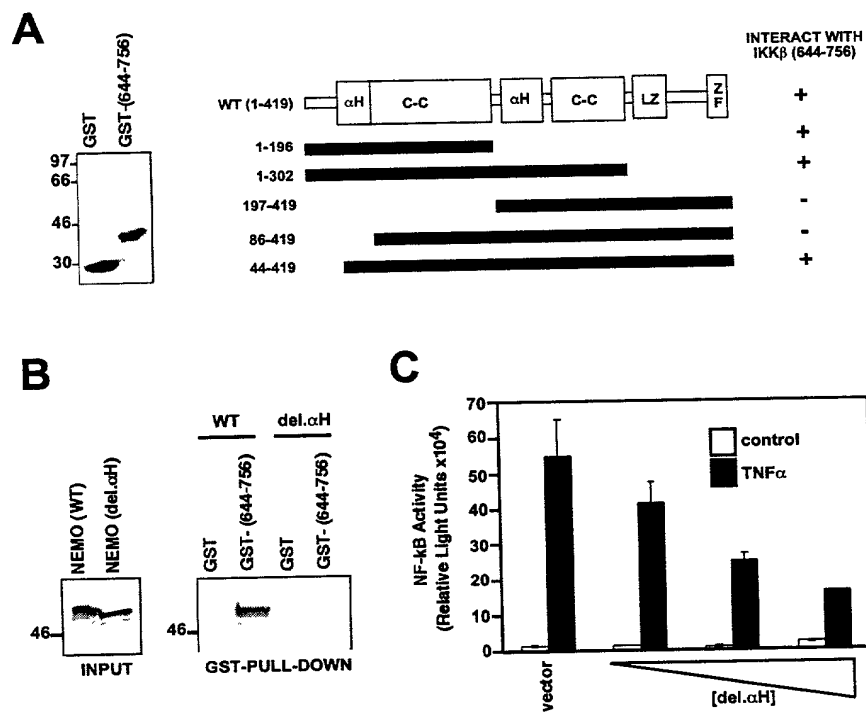 A
GST
GST-(644-756)
97
66
46
30
INTERACT WITH
IKKβ (644-756)
WT (1-419)
αH
C-C
αH
C-C
LZ
Z
F
+
1-196
+
1-302
+
197-419
-
86-419
-
44-419
+
B
NEMO (WT)
NEMO (del.αH)
46
INPUT
WT
del.αH
GST
GST- (644-756)
GST
GST- (644-756)
46
GST-PULL-DOWN
C
NF-kB Activity
(Relative Light Units x10⁴)
70
60
50
40
30
20
10
0
control
TNFα
vector
[del.αH]